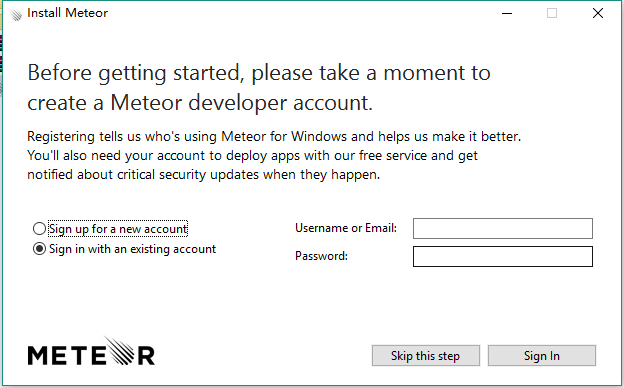 Install Meteor
Before getting started, please take a moment to
create a Meteor developer account.
Registering tells us who's using Meteor for Windows and helps us make it better.
You'll also need your account to deploy apps with our free service and get
notified about critical security updates when they happen.
Sign up for a new account
Sign in with an existing account
Username or Email:
Password:
METEOR
Skip this step
Sign In